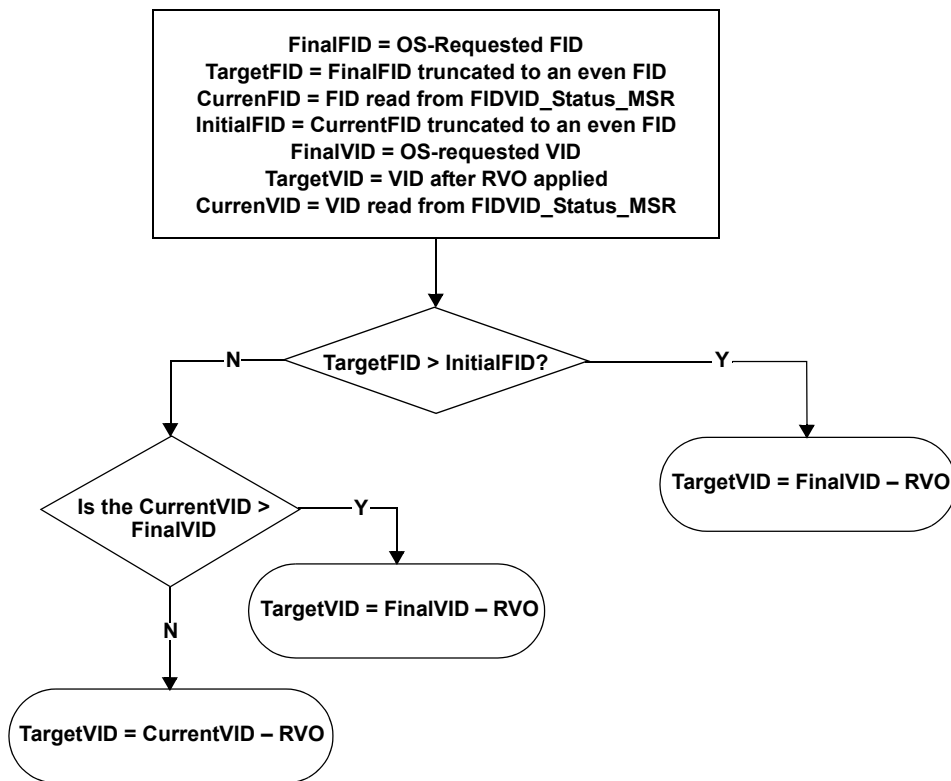 FinalFID = OS-Requested FID
TargetFID = FinalFID truncated to an even FID
CurrenFID = FID read from FIDVID_Status_MSR
InitialFID = CurrentFID truncated to an even FID
FinalVID = OS-requested VID
TargetVID = VID after RVO applied
CurrenVID = VID read from FIDVID_Status_MSR
N
TargetFID > InitialFID?
Y
TargetVID = FinalVID – RVO
Is the CurrentVID >
FinalVID
Y
TargetVID = FinalVID – RVO
N
TargetVID = CurrentVID – RVO